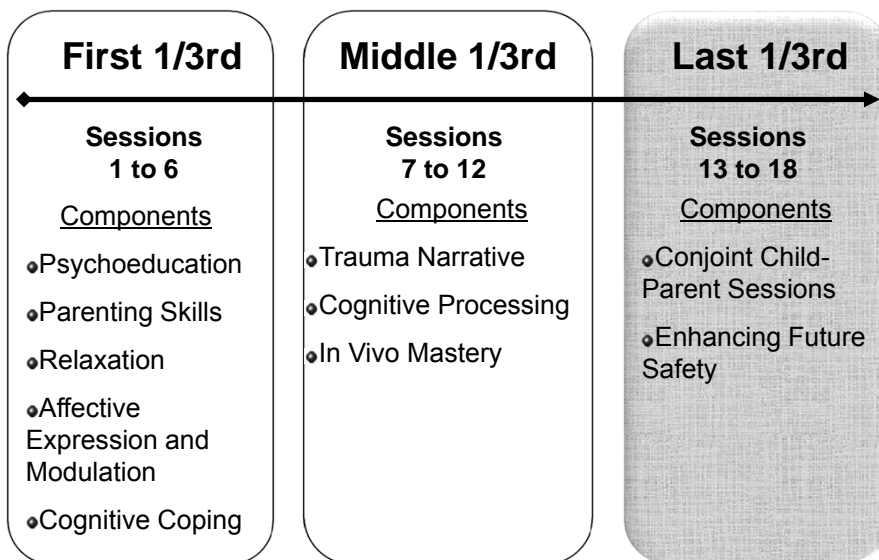 First 1/3rd
Sessions
1 to 6
Components
•Psychoeducation
•Parenting Skills
•Relaxation
•Affective
Expression and
Modulation
•Cognitive Coping
Middle 1/3rd
Sessions
7 to 12
Components
•Trauma Narrative
•Cognitive Processing
•In Vivo Mastery
Last 1/3rd
Sessions
13 to 18
Components
•Conjoint Child-
Parent Sessions
•Enhancing Future
Safety